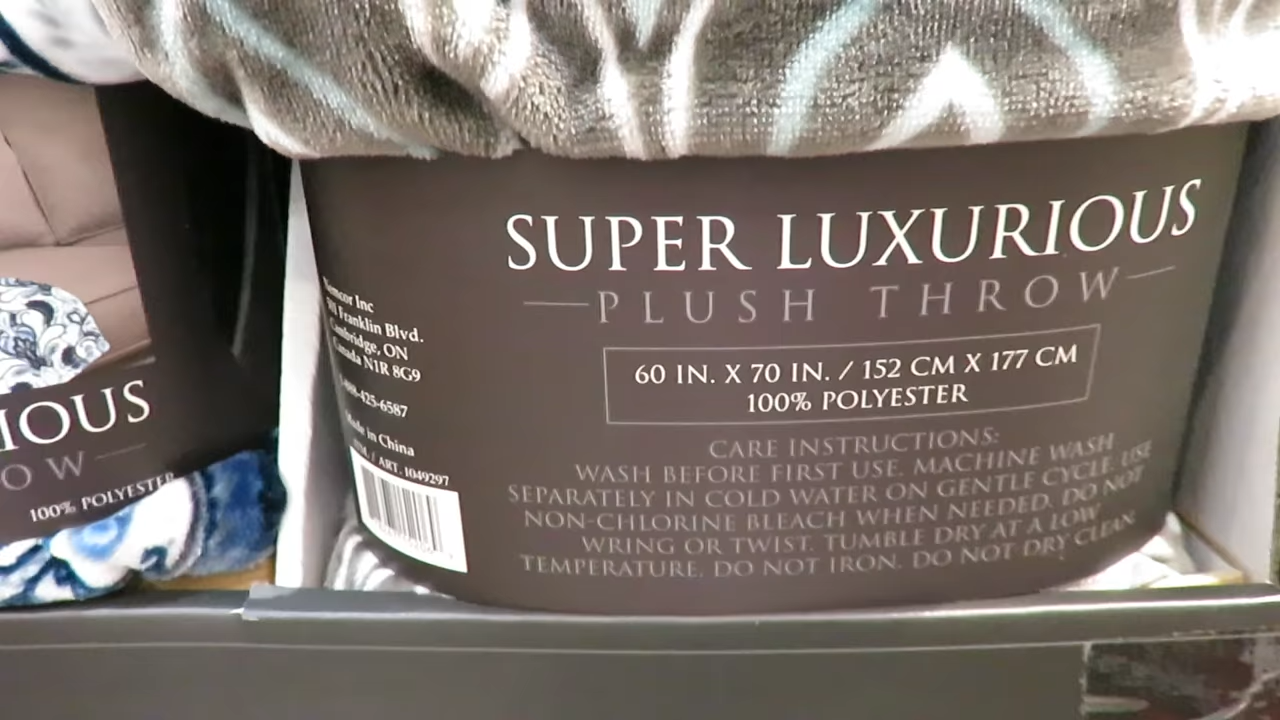 SUPER LUXURIOUS
PLUSH THROW
60 IN. X 70 IN. / 152 CM X 177 CM
100% POLYESTER
CARE INSTRUCTIONS:
WASH BEFORE FIRST USE. MACHINE WASH
SEPARATELY IN COLD WATER ON GENTLE CYCLE. USE
NON-CHLORINE BLEACH WHEN NEEDED. DO NOT
WRING OR TWIST. TUMBLE DRY AT A LOW
TEMPERATURE. DO NOT IRON. DO NOT DRY CLEAN.
Inc
Franklin Blvd.
Cambridge, ON
Canada N1R 8G9
425-6587
Made in China
/ ART. 1049297
IOUS
OW
100% POLYESTER